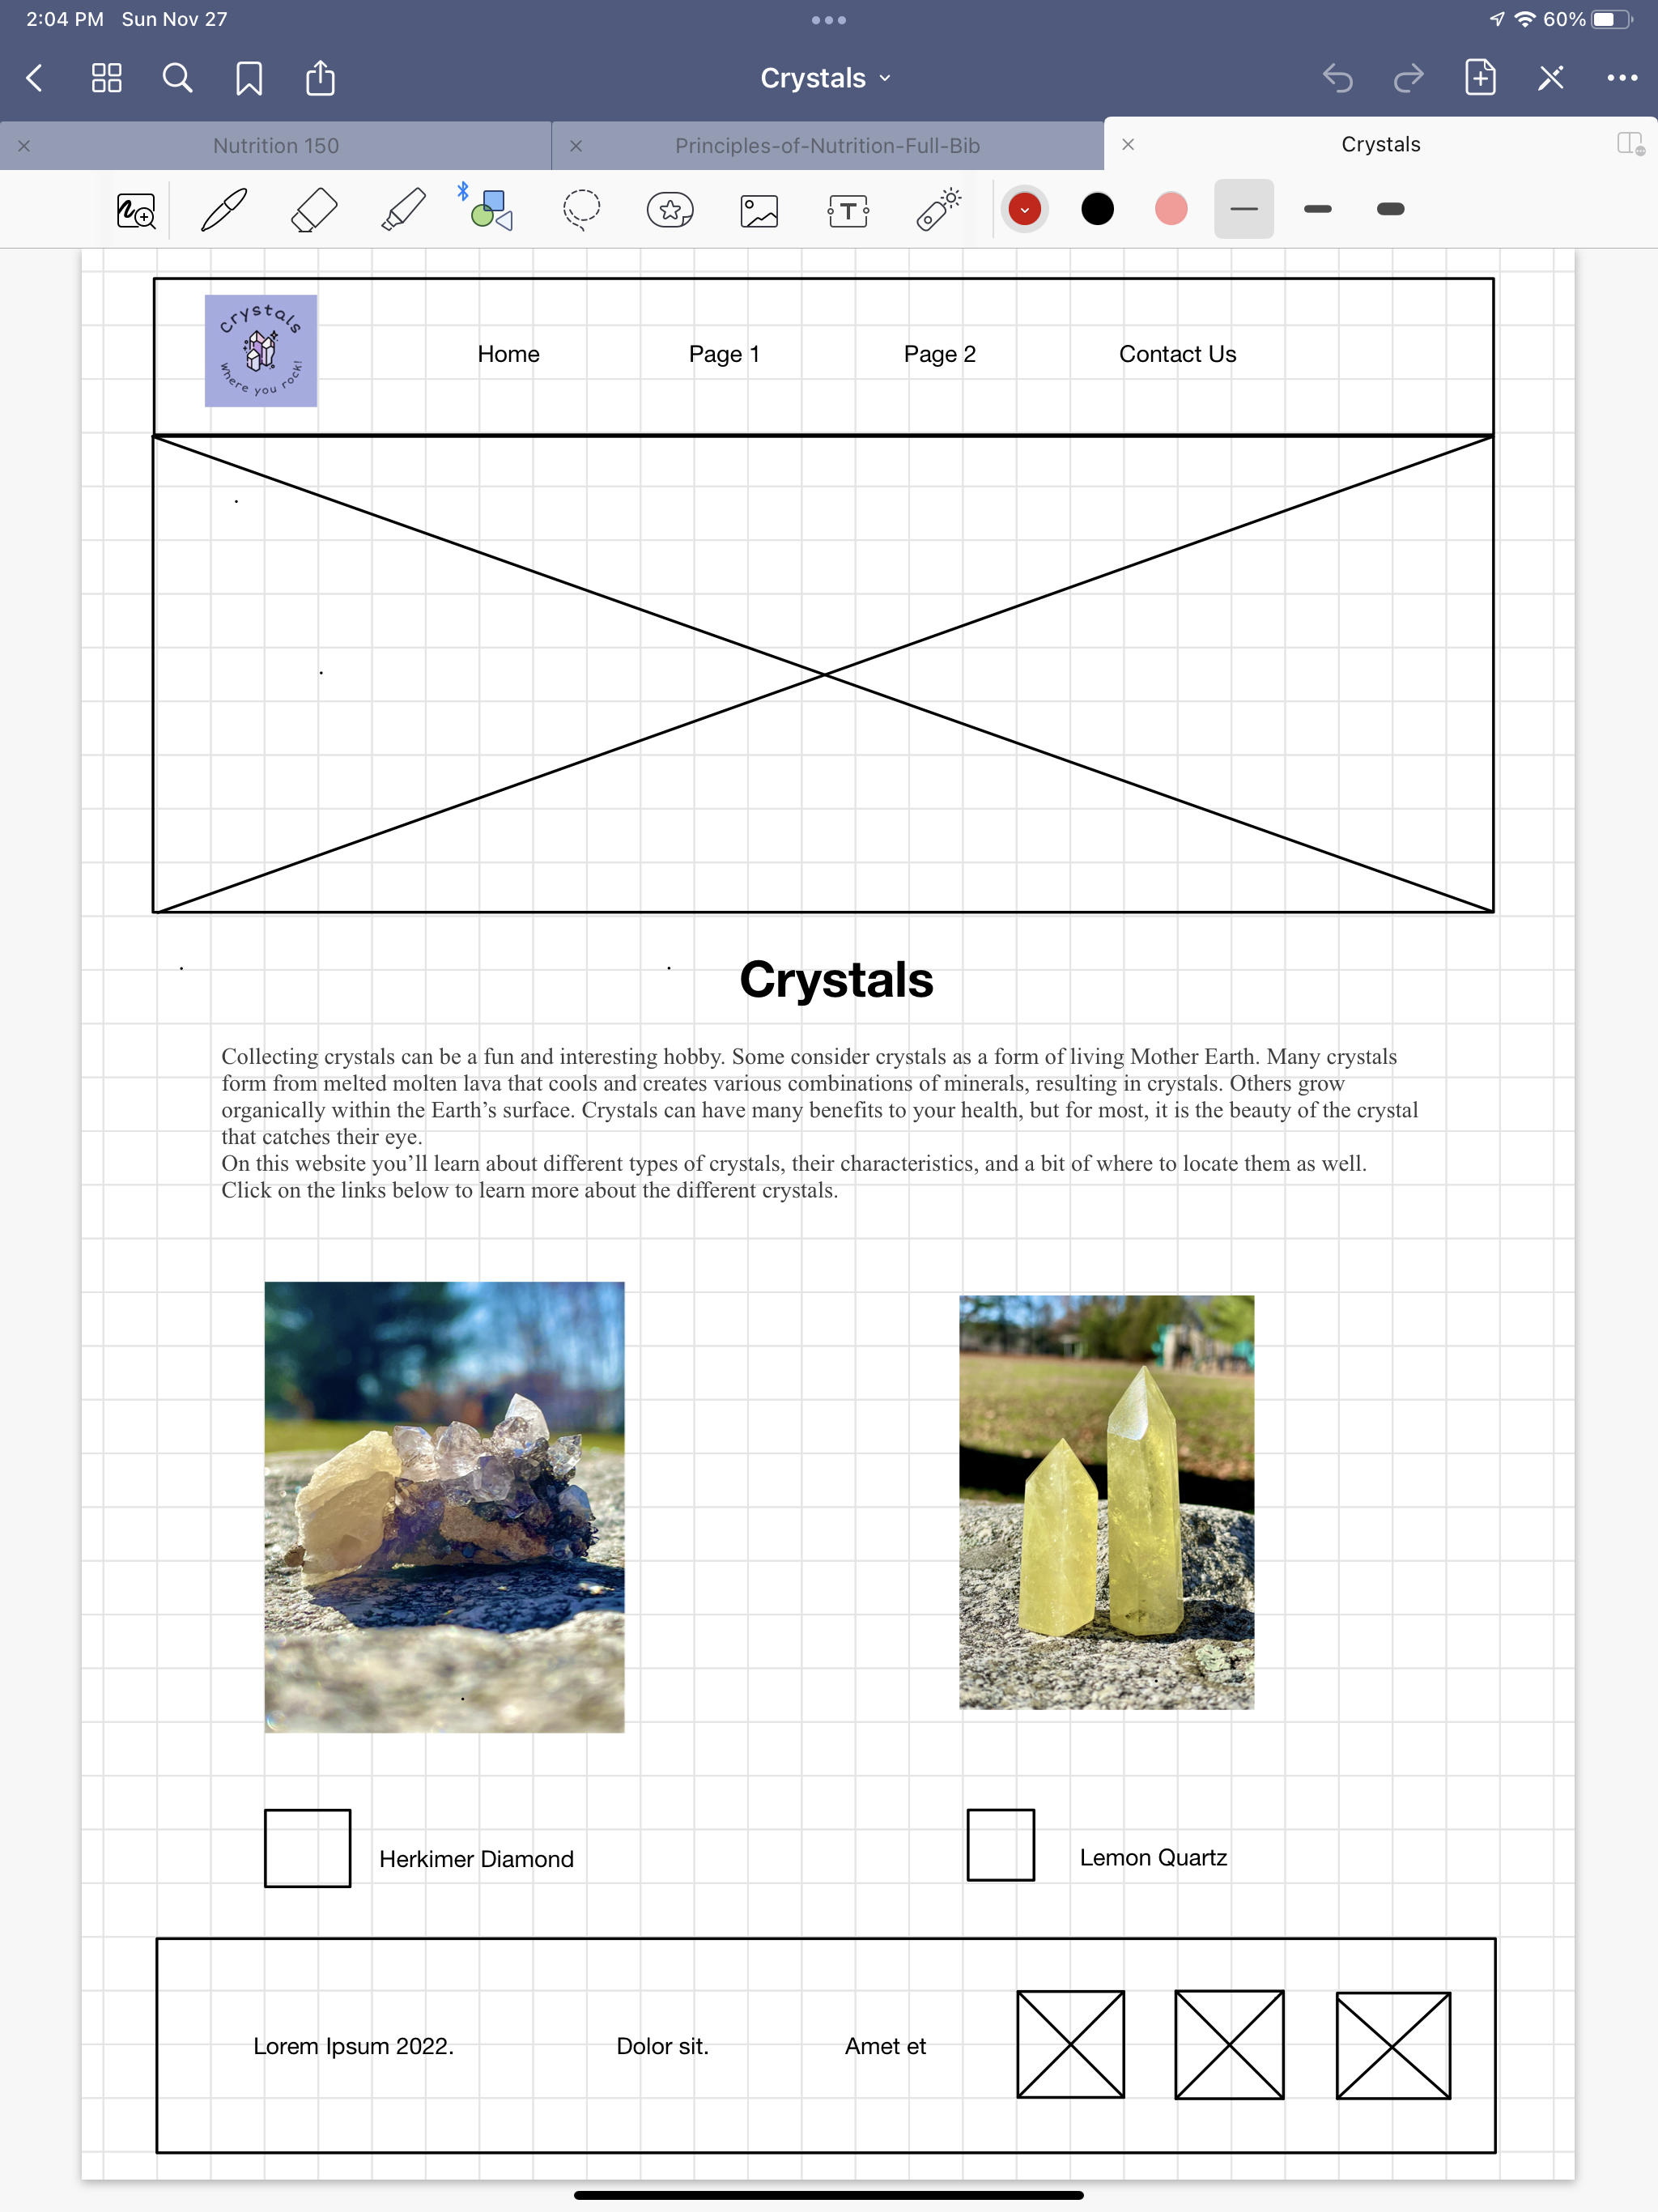 2:04 PM Sun Nov 27
60%
Crystals
Nutrition 150
Principles-of-Nutrition-Full-Bib
Crystals
T
Crystals
Where you rock!
Home Page 1 Page 2 Contact Us
Crystals
Collecting crystals can be a fun and interesting hobby. Some consider crystals as a form of living Mother Earth. Many crystals
form from melted molten lava that cools and creates various combinations of minerals, resulting in crystals. Others grow
organically within the Earth’s surface. Crystals can have many benefits to your health, but for most, it is the beauty of the crystal
that catches their eye.
On this website you’ll learn about different types of crystals, their characteristics, and a bit of where to locate them as well.
Click on the links below to learn more about the different crystals.
Herkimer Diamond
Lemon Quartz
Lorem Ipsum 2022. Dolor sit. Amet et